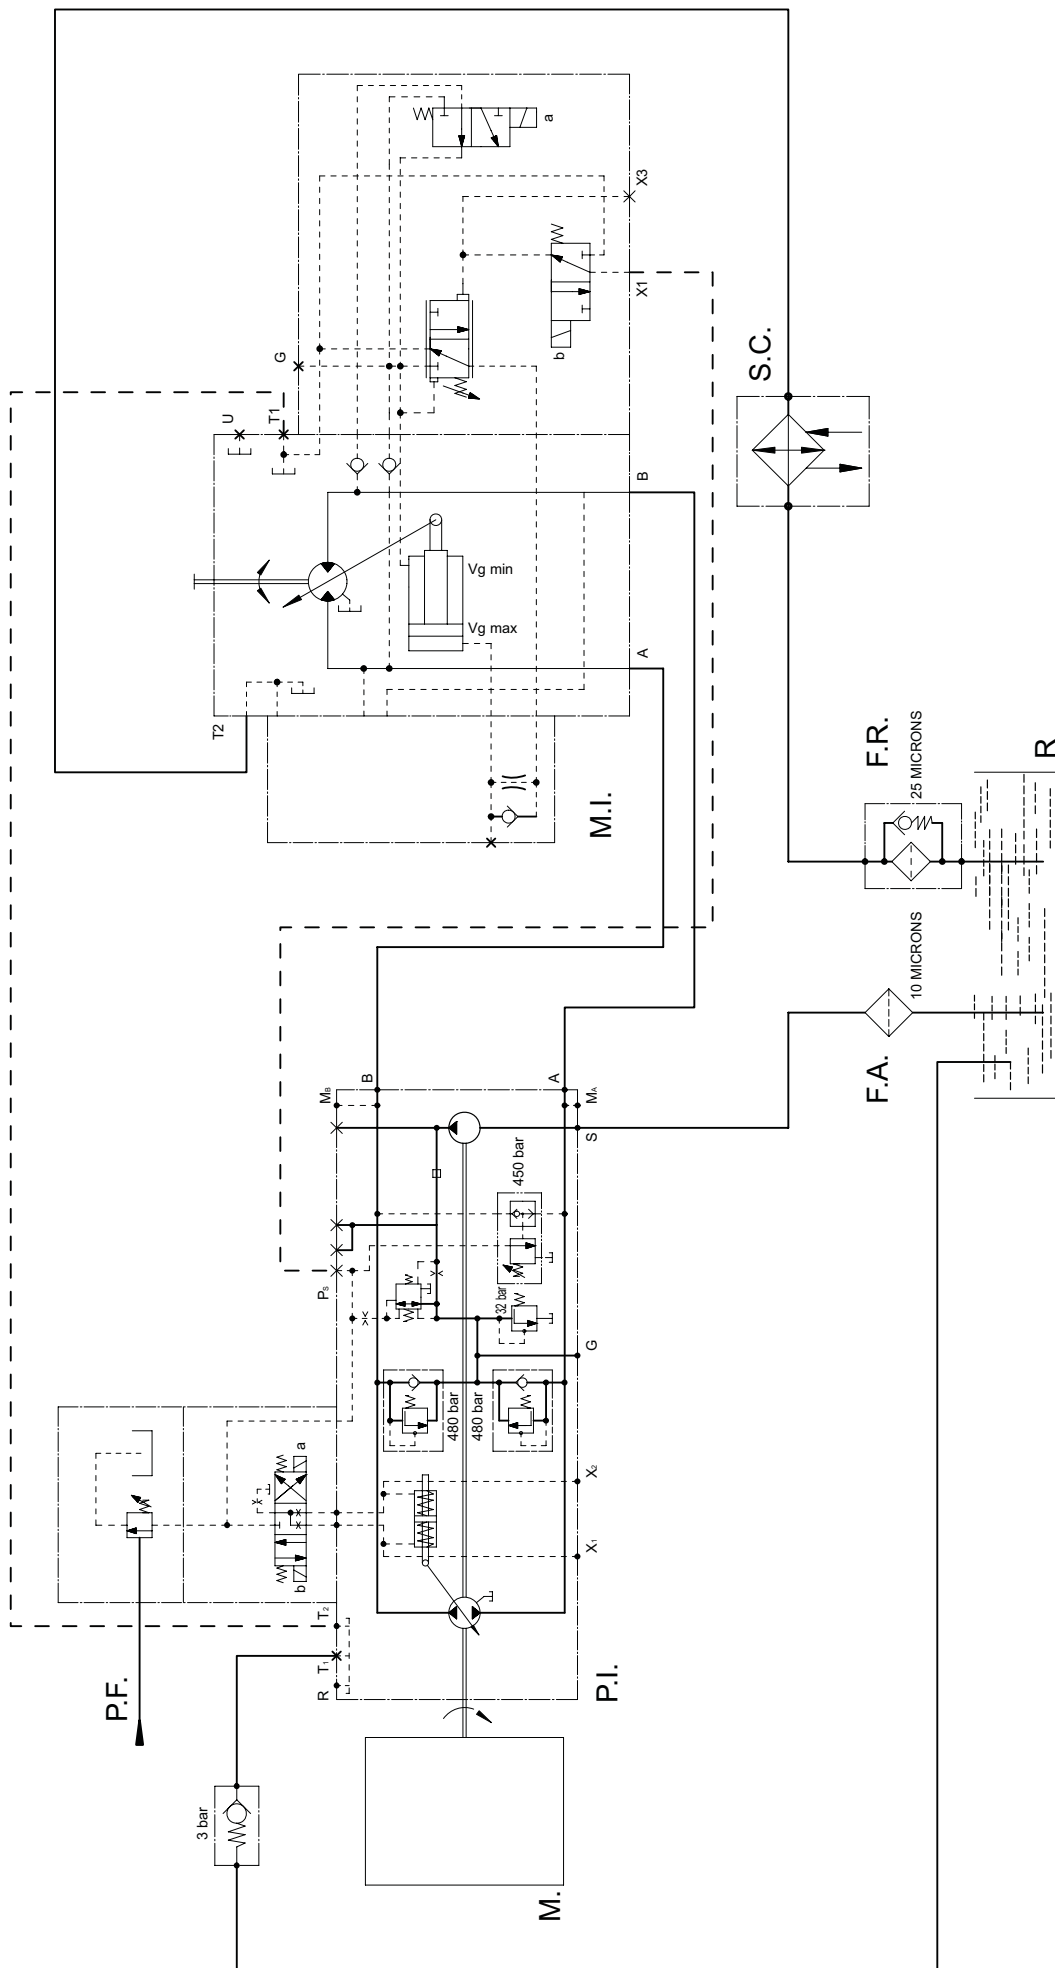 a
X3
X1
b
G
U
T1
B
Vg min
Vg max
A
T2
M.I.
S.C.
F.R.
25 MICRONS
R
10 MICRONS
F.A.
MB
B
A
MA
S
450 bar
32 bar
PS
G
480 bar
480 bar
X2
X1
a
b
T2
T1
R
P.F.
P.I.
3 bar
M.